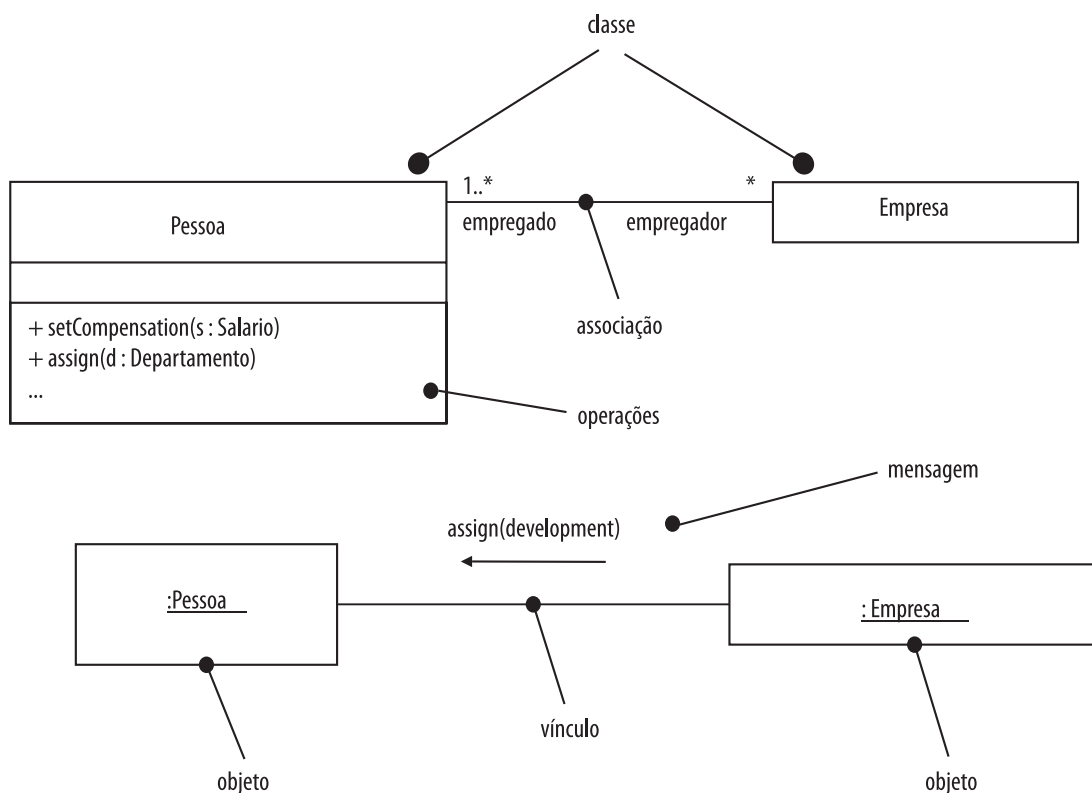 classe
1..*
*
Pessoa
empregado
empregador
Empresa
+ setCompensation(s : Salario)
+ assign(d : Departamento)
...
associação
operações
mensagem
assign(development)
:Pessoa
: Empresa
vínculo
objeto
objeto